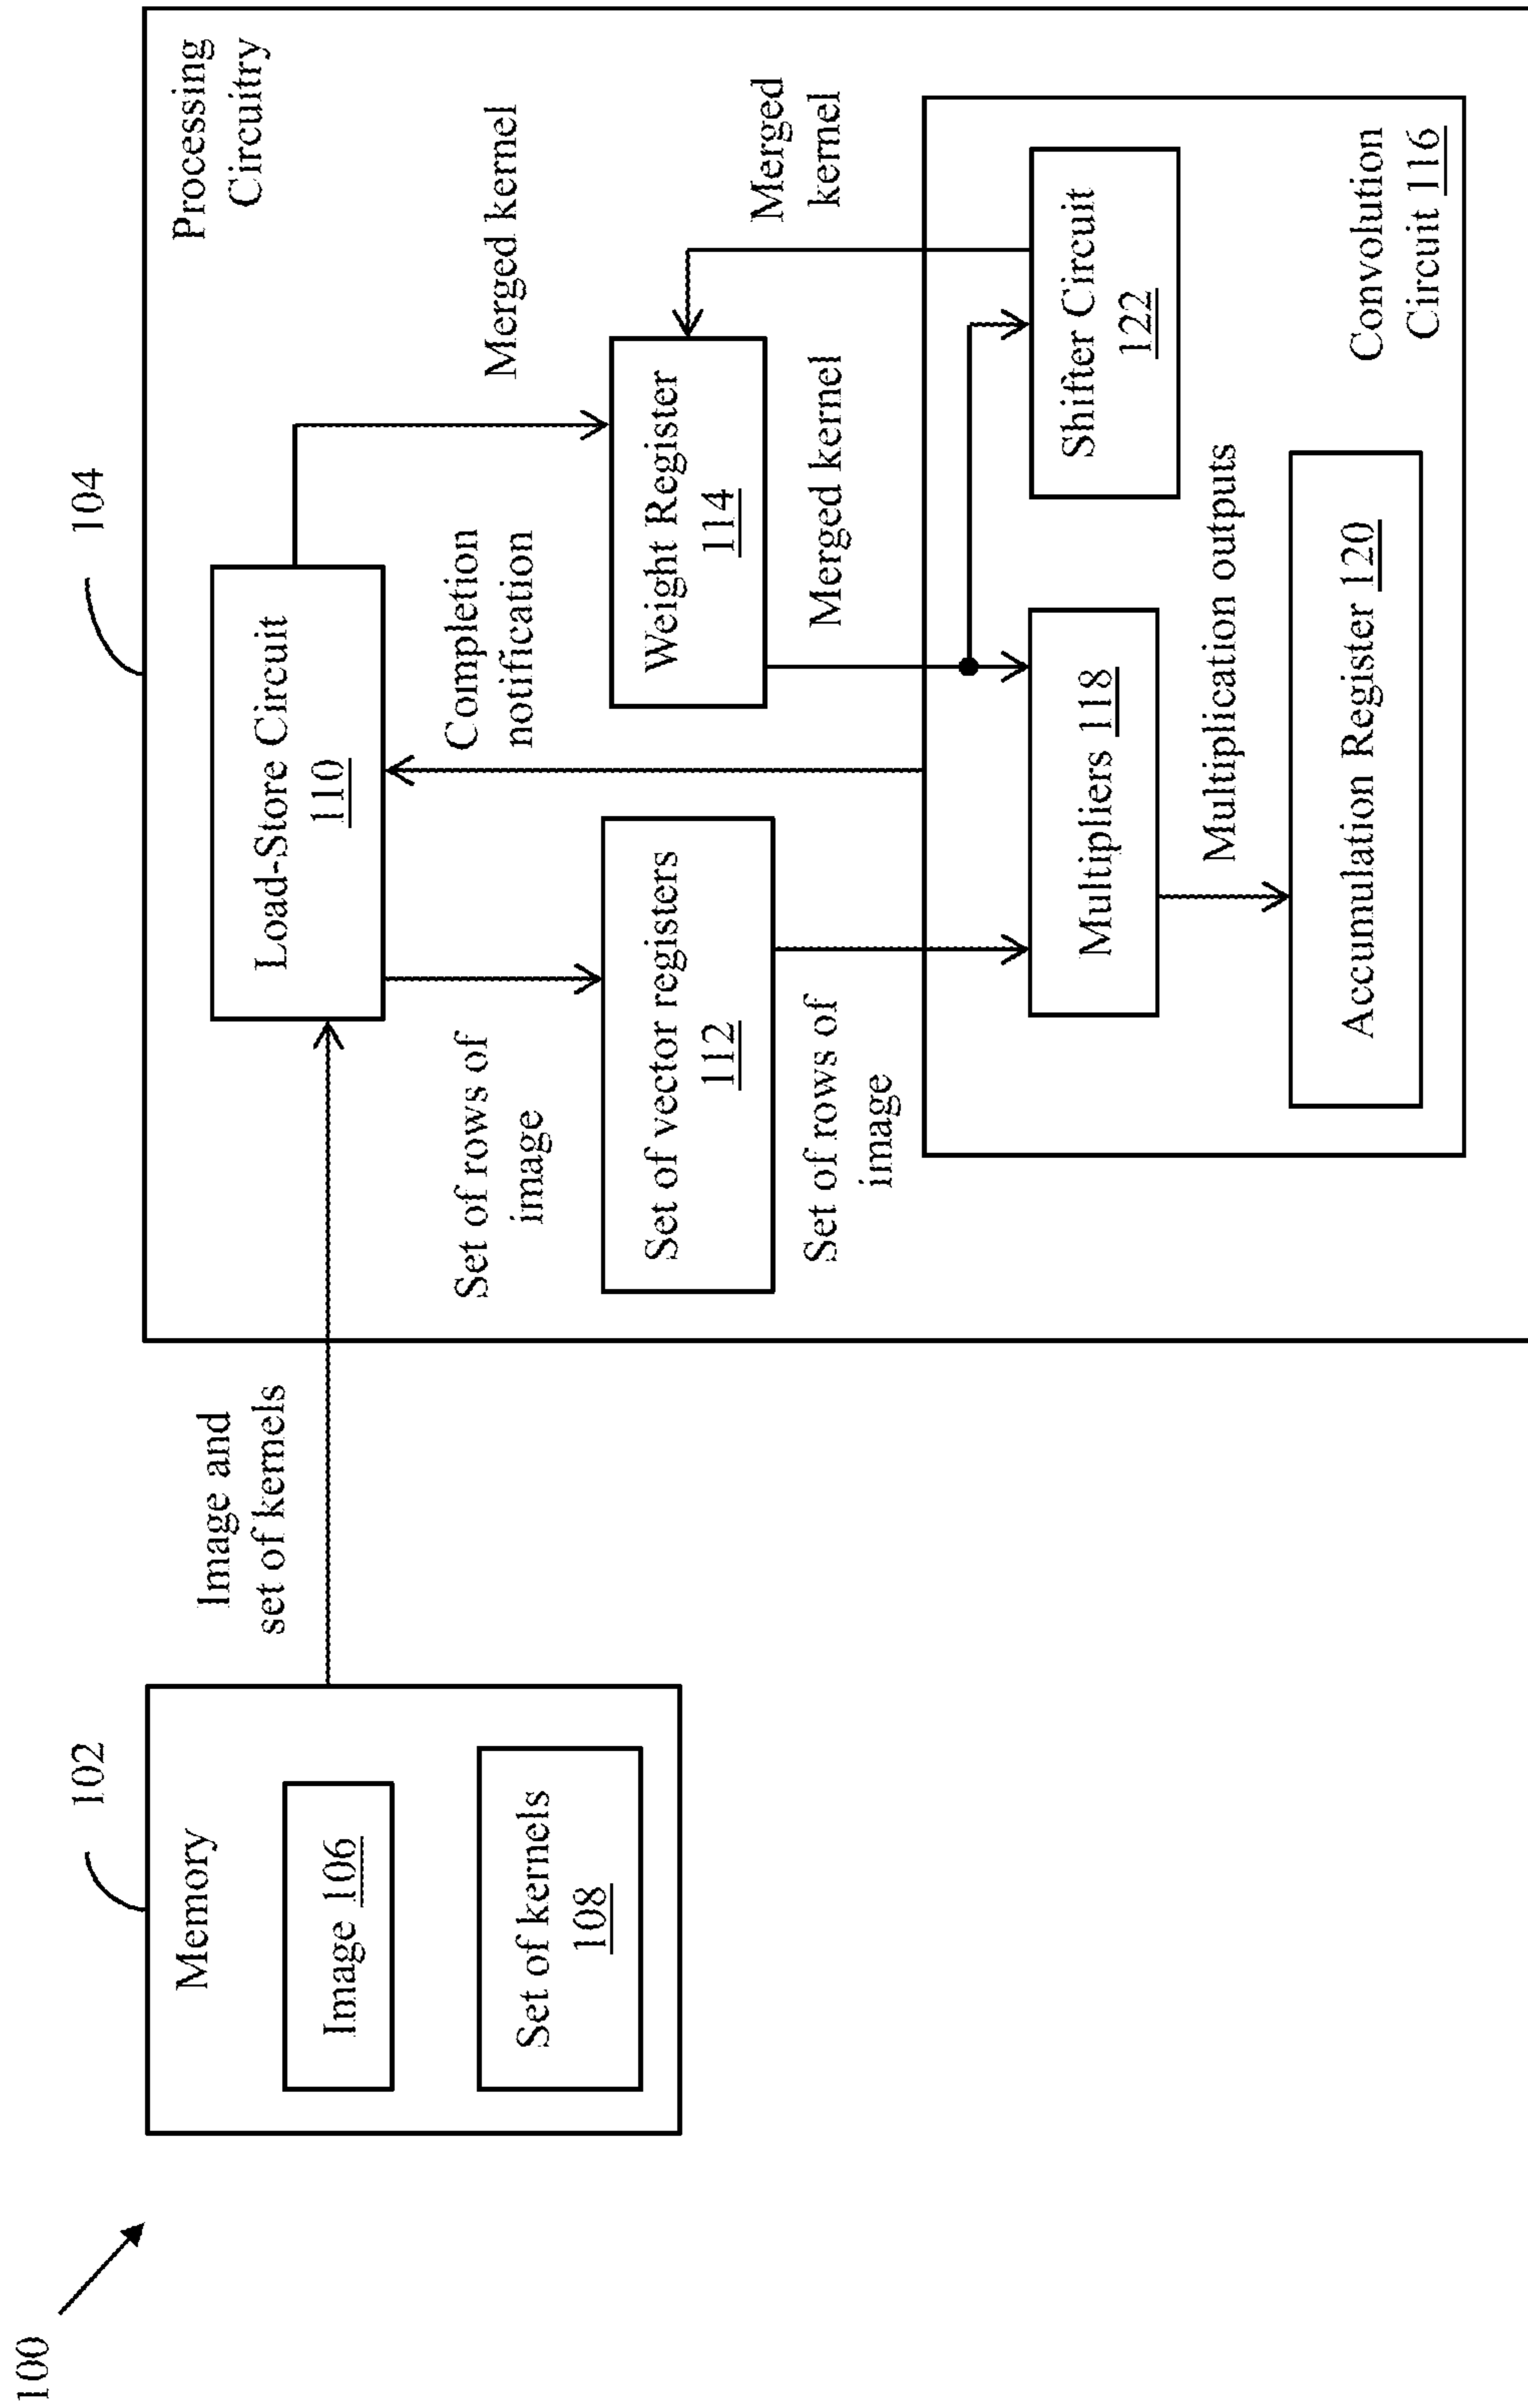 100
102
Memory
Image 106
Set of kernels
108
Image and
set of kernels
104
Processing
Circuitry
Load-Store Circuit
110
Set of rows of
image
Completion
notification
Merged kernel
Set of vector registers
112
Weight Register
114
Set of rows of
image
Merged kernel
Merged
kernel
Multipliers 118
Shifter Circuit
122
Multiplication outputs
Accumulation Register 120
Convolution
Circuit 116